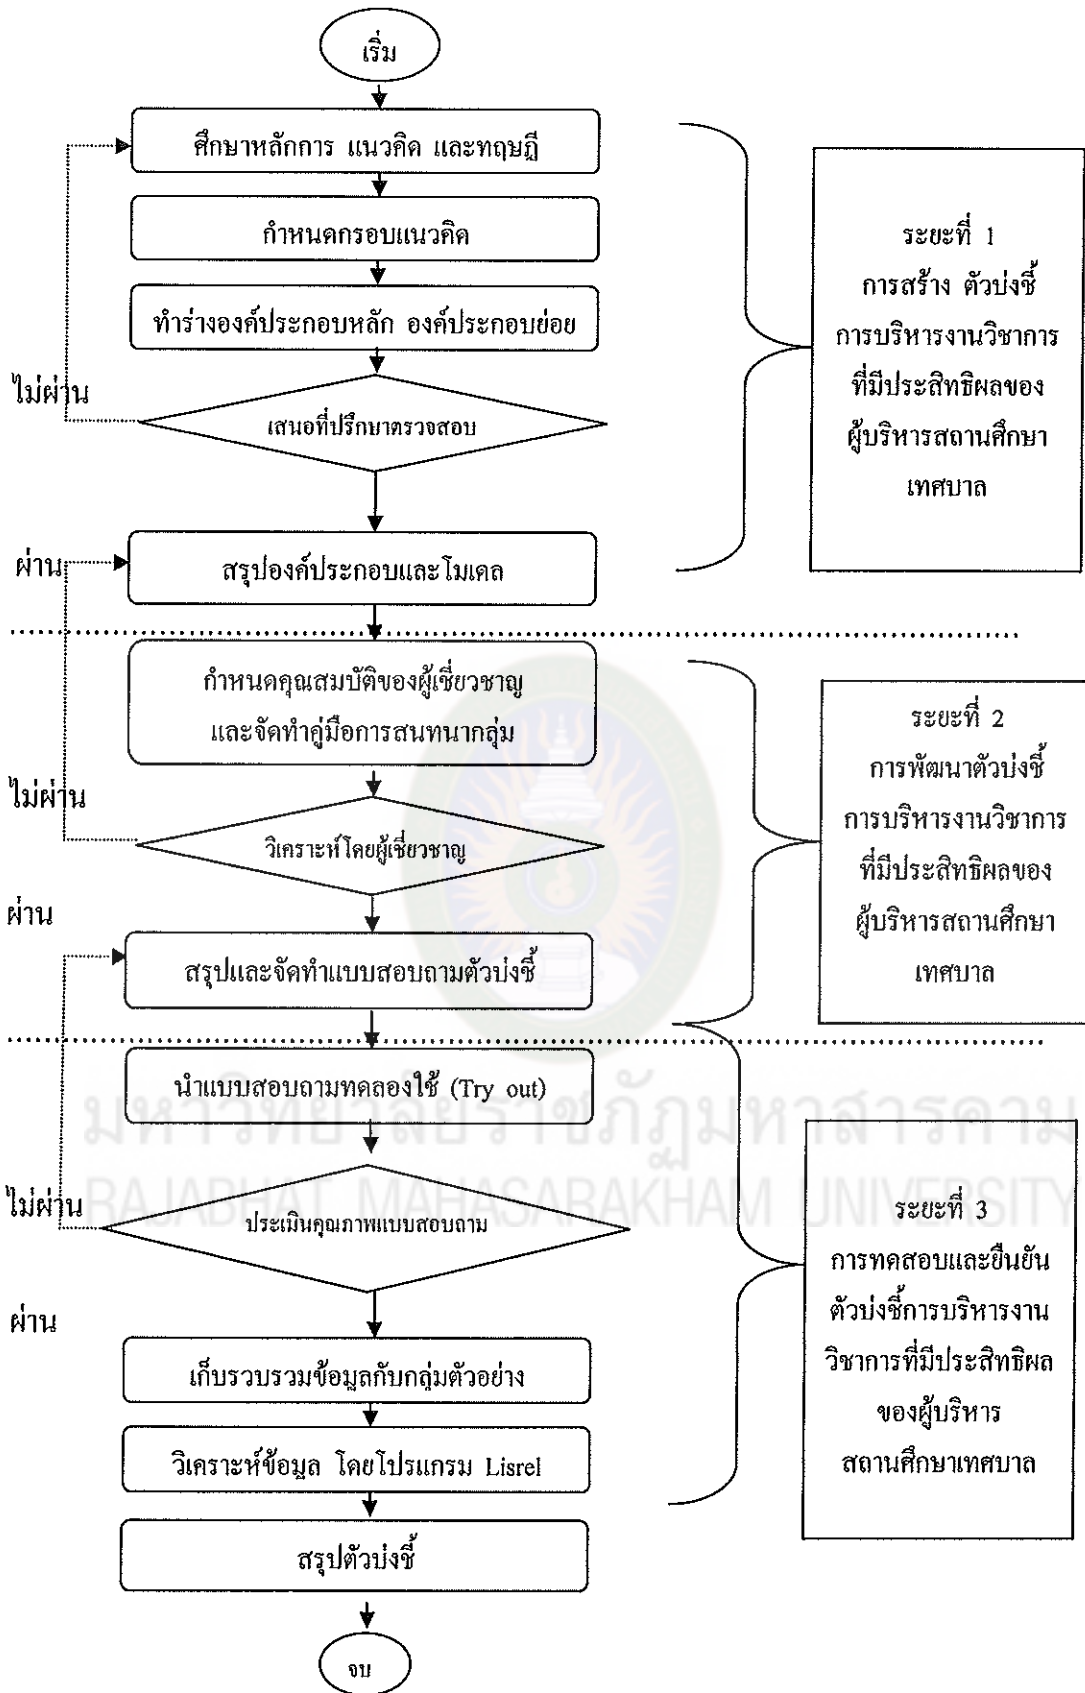 เริ่ม
ศึกษาหลักการ แนวคิด และทฤษฎี
กำหนดกรอบแนวคิด
ทำร่างองค์ประกอบหลัก องค์ประกอบย่อย
ไม่ผ่าน
เสนอที่ปรึกษาตรวจสอบ
ผ่าน
สรุปองค์ประกอบและโมเดล
ระยะที่ 1
การสร้าง ตัวบ่งชี้
การบริหารงานวิชาการ
ที่มีประสิทธิผลของ
ผู้บริหารสถานศึกษา
เทศบาล
กำหนดคุณสมบัติของผู้เชี่ยวชาญ
และจัดทำคู่มือการสนทนากลุ่ม
ไม่ผ่าน
วิเคราะห์โดยผู้เชี่ยวชาญ
ผ่าน
สรุปและจัดทำแบบสอบถามตัวบ่งชี้
ระยะที่ 2
การพัฒนาตัวบ่งชี้
การบริหารงานวิชาการ
ที่มีประสิทธิผลของ
ผู้บริหารสถานศึกษา
เทศบาล
นำแบบสอบถามทดลองใช้ (Try out)
มหาวิทยาลัยราชภัฏมหาสารคาม
RAJABHAT MAHASARAKHAM UNIVERSITY
ไม่ผ่าน
ประเมินคุณภาพแบบสอบถาม
ผ่าน
เก็บรวบรวมข้อมูลกับกลุ่มตัวอย่าง
วิเคราะห์ข้อมูล โดยโปรแกรม Lisrel
สรุปตัวบ่งชี้
จบ
ระยะที่ 3
การทดสอบและยืนยัน
ตัวบ่งชี้การบริหารงาน
วิชาการที่มีประสิทธิผล
ของผู้บริหาร
สถานศึกษาเทศบาล